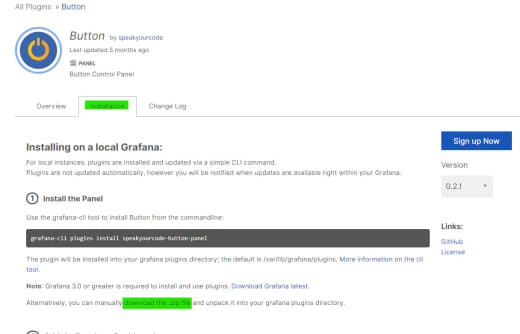 All Plugins » Button
Button by speakyourcode
Last updated 5 months ago
PANEL
Button Control Panel
Overview Installation Change Log
Installing on a local Grafana:
For local instances, plugins are installed and updated via a simple CLI command.
Plugins are not updated automatically, however you will be notified when updates are available right within your Grafana.
1 Install the Panel
Use the grafana-cli tool to install Button from the commandline:
grafana-cli plugins install speakyourcode-button-panel
The plugin will be installed into your grafana plugins directory; the default is /var/lib/grafana/plugins. More information on the cli
tool.
Note: Grafana 3.0 or greater is required to install and use plugins. Download Grafana latest.
Alternatively, you can manually download the .zip file and unpack it into your grafana plugins directory.
Sign up Now
Version
0.2.1
Links:
GitHub
License